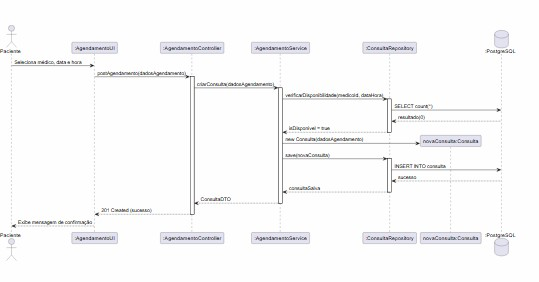 Paciente
:AgendamentoUI
:AgendamentoController
:AgendamentoService
:ConsultaRepository
:PostgreSQL
Seleciona médico, data e hora
postAgendamento(dadosAgendamento)
criarConsulta(dadosAgendamento)
verificarDisponibilidade(medicoId, dataHora)
SELECT count(*)
resultado(0)
isDisponivel = true
new Consulta(dadosAgendamento)
novaConsulta:Consulta
save(novaConsulta)
INSERT INTO consulta
sucesso
consultaSalva
ConsultaDTO
201 Created (sucesso)
Exibe mensagem de confirmação
Paciente
:AgendamentoUI
:AgendamentoController
:AgendamentoService
:ConsultaRepository
novaConsulta:Consulta
:PostgreSQL